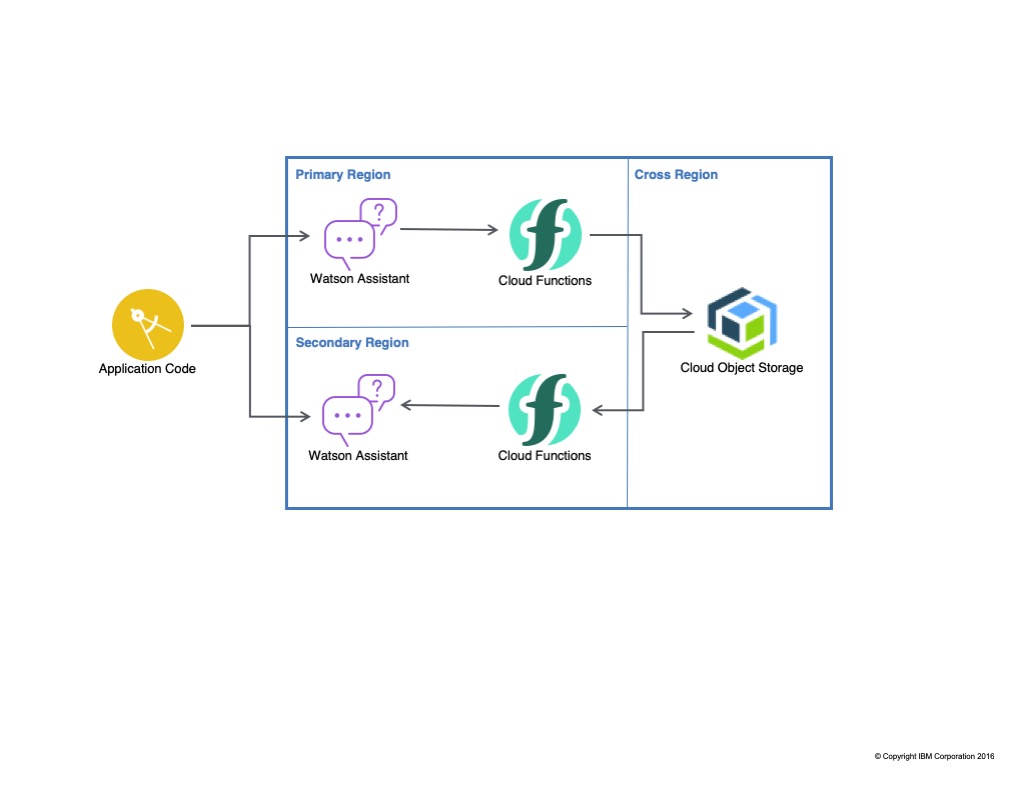 Primary Region
Cross Region
?
Watson Assistant
Cloud Functions
Application Code
Cloud Object Storage
Secondary Region
?
Watson Assistant
Cloud Functions
© Copyright IBM Corporation 2016